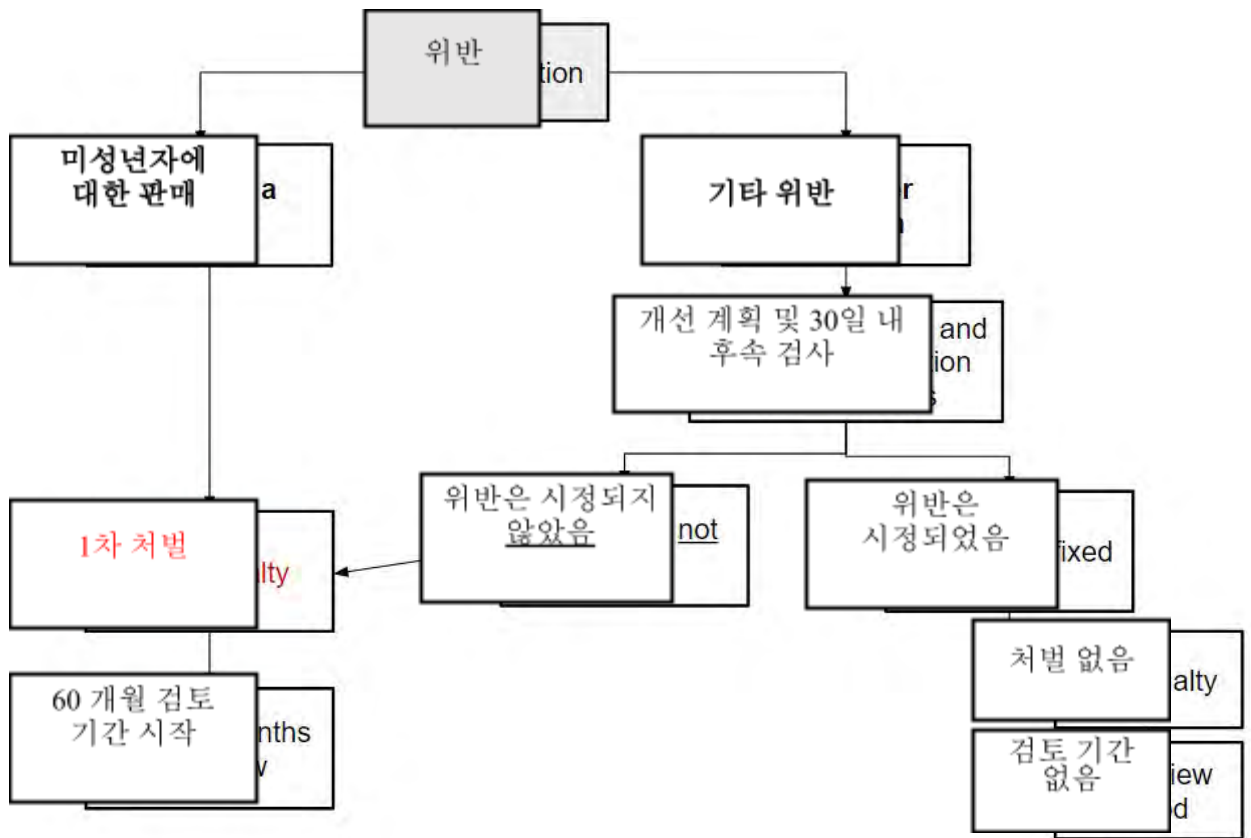 위반
tion
미성년자에
대한 판매
a
기타 위반
r
개선 계획 및 30일 내
후속 검사
and
tion
s
위반은 시정되지
않았음
not
위반은
시정되었음
fixed
1차 처벌
alty
처벌 없음
alty
60 개월 검토
기간 시작
nths
w
검토 기간
없음
iew
od